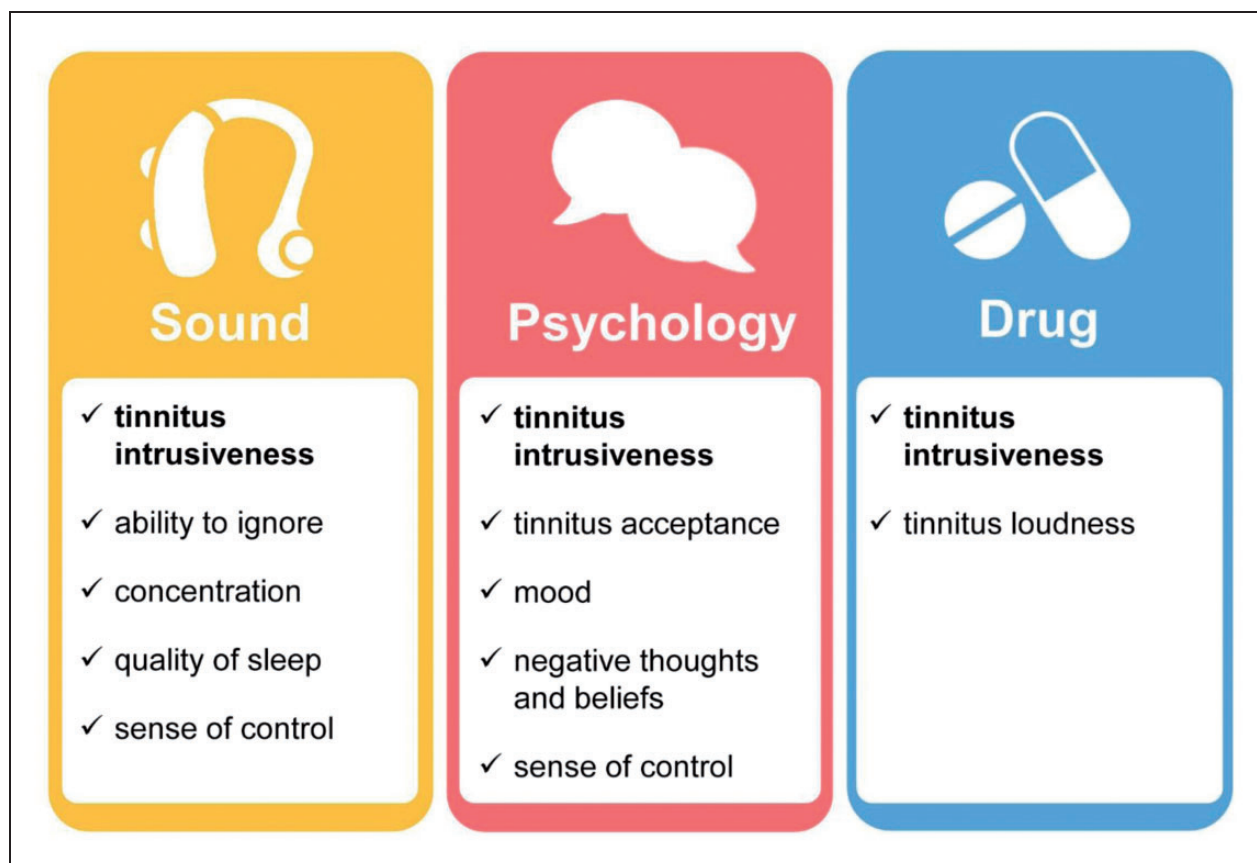 Sound
✓ tinnitus
intrusiveness
✓ ability to ignore
✓ concentration
✓ quality of sleep
✓ sense of control
Psychology
✓ tinnitus
intrusiveness
✓ tinnitus acceptance
✓ mood
✓ negative thoughts
and beliefs
✓ sense of control
Drug
✓ tinnitus
intrusiveness
✓ tinnitus loudness